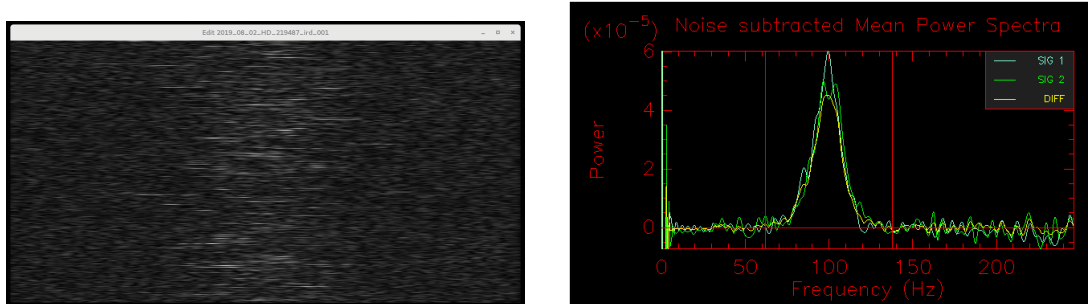 Edit 2019_08_02_HD_219487_ird_001
(x10⁻⁵) Noise subtracted Mean Power Spectra
6
SIG 1
SIG 2
DIFF
4
2
0
Power
0 50 100 150 200
Frequency (Hz)